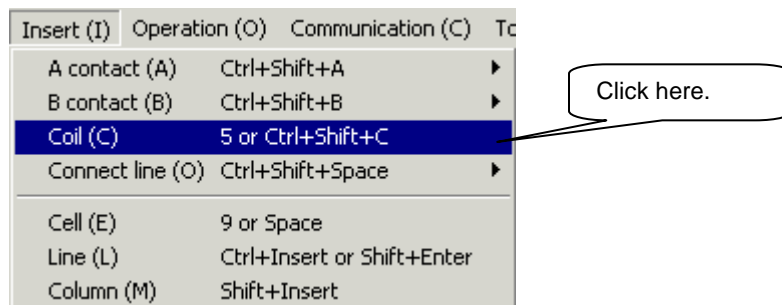 Insert (I) Operation (O) Communication (C)
A contact (A) Ctrl+Shift+A
B contact (B) Ctrl+Shift+B
Click here.
Coil (C) 5 or Ctrl+Shift+C
Connect line (O) Ctrl+Shift+Space
Cell (E) 9 or Space
Line (L) Ctrl+Insert or Shift+Enter
Column (M) Shift+Insert